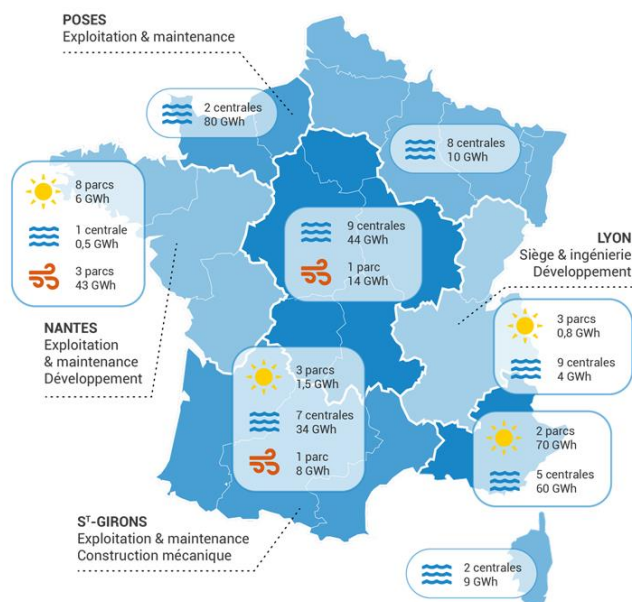 POSES
Exploitation & maintenance
2 centrales
80 GWh
8 centrales
10 GWh
8 parcs
6 GWh
1 centrale
0,5 GWh
3 parcs
43 GWh
9 centrales
44 GWh
1 parc
14 GWh
LYON
Siège & ingénierie
Développement
3 parcs
0,8 GWh
9 centrales
4 GWh
NANTES
Exploitation
& maintenance
Développement
3 parcs
1,5 GWh
7 centrales
34 GWh
1 parc
8 GWh
2 parcs
70 GWh
5 centrales
60 GWh
Sᵀ-GIRONS
Exploitation & maintenance
Construction mécanique
2 centrales
9 GWh